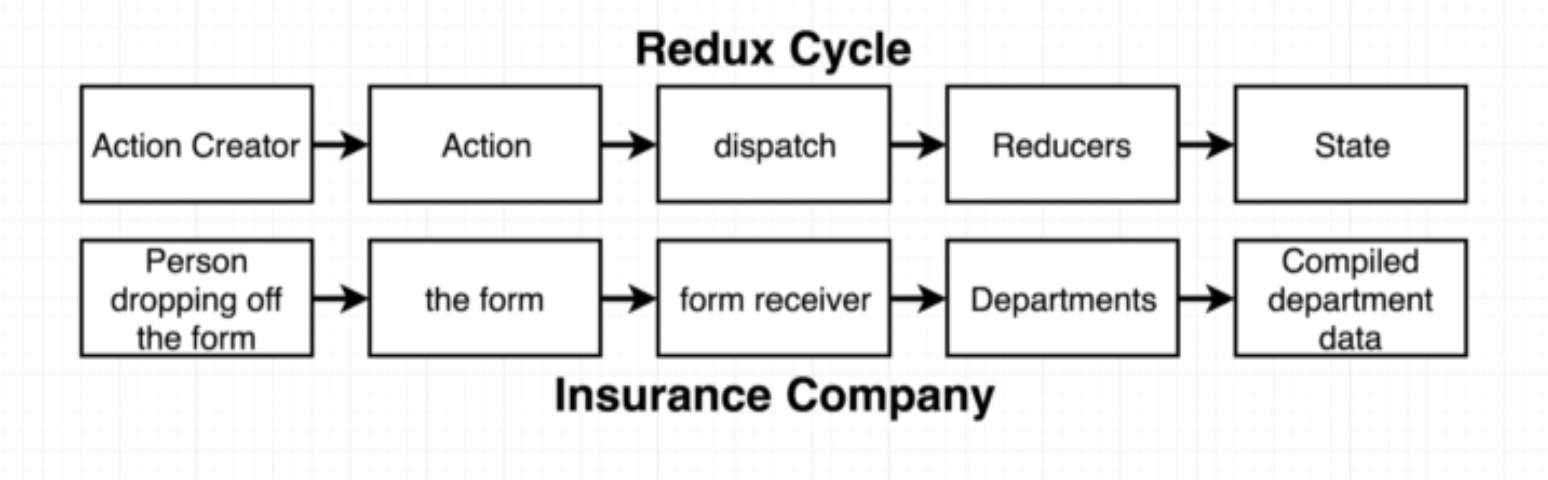 Redux Cycle
Action Creator
Action
dispatch
Reducers
State
Person
dropping off
the form
the form
form receiver
Departments
Compiled
department
data
Insurance Company